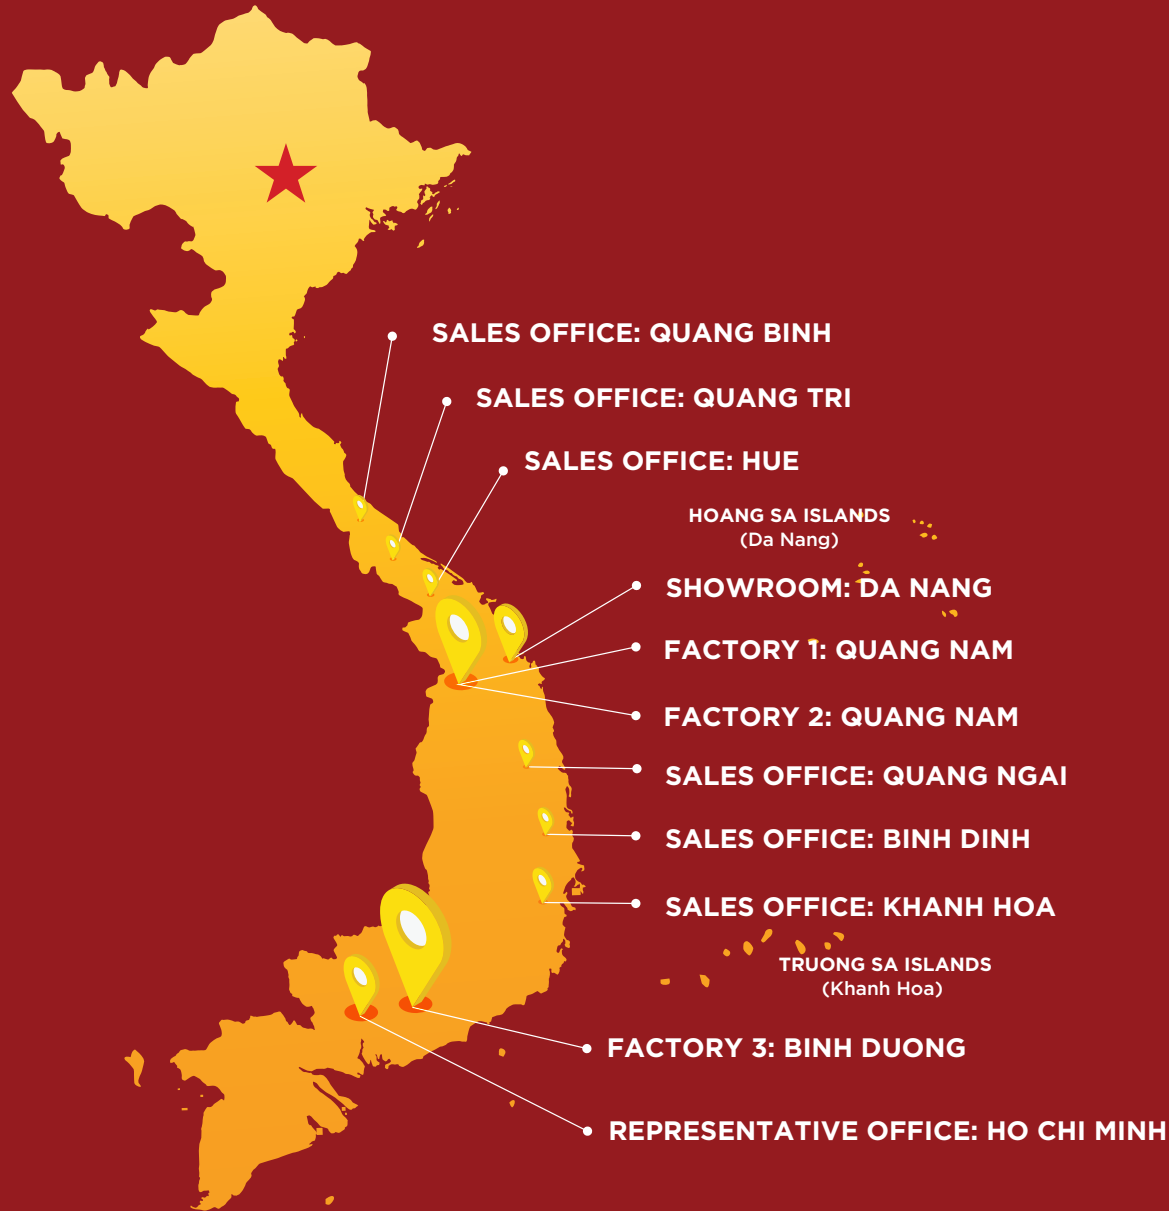 SALES OFFICE: QUANG BINH
SALES OFFICE: QUANG TRI
SALES OFFICE: HUE
HOANG SA ISLANDS
(Da Nang)
SHOWROOM: DA NANG
FACTORY 1: QUANG NAM
FACTORY 2: QUANG NAM
SALES OFFICE: QUANG NGAI
SALES OFFICE: BINH DINH
SALES OFFICE: KHANH HOA
TRUONG SA ISLANDS
(Khanh Hoa)
FACTORY 3: BINH DUONG
REPRESENTATIVE OFFICE: HO CHI MINH